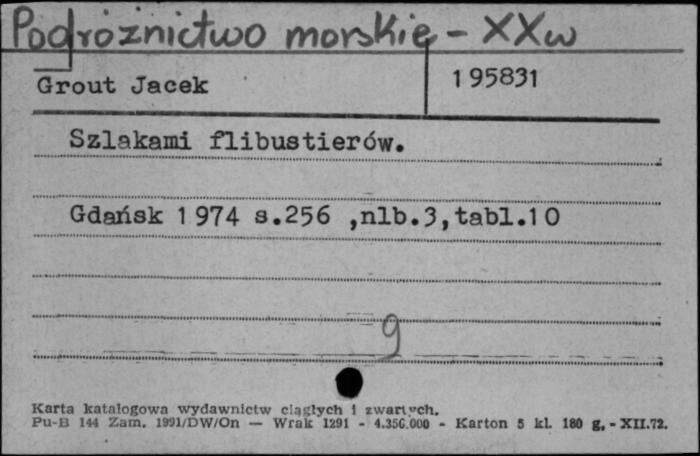 Podróżnictwo morskie - XXw
Grout Jacek 195831
Szlakami flibustierów.
Gdańsk 1974 s.256 ,nlb.3,tabl.10
9
Karta katalogowa wydawnictw ciągłych i zwartych.
Pu-B 144 Zam. 1991/DW/On — Wrak 1291 - 4.356.000 - Karton 5 kl. 180 g. - XII.72.